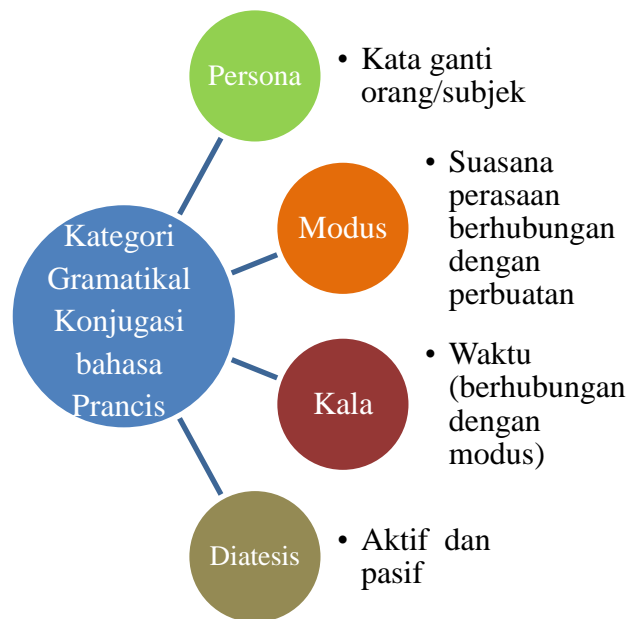 Kategori
Gramatikal
Konjugasi
bahasa
Prancis
Persona
• Kata ganti
orang/subjek
Modus
• Suasana
perasaan
berhubungan
dengan
perbuatan
Kala
• Waktu
(berhubungan
dengan
modus)
Diatesis
• Aktif dan
pasif